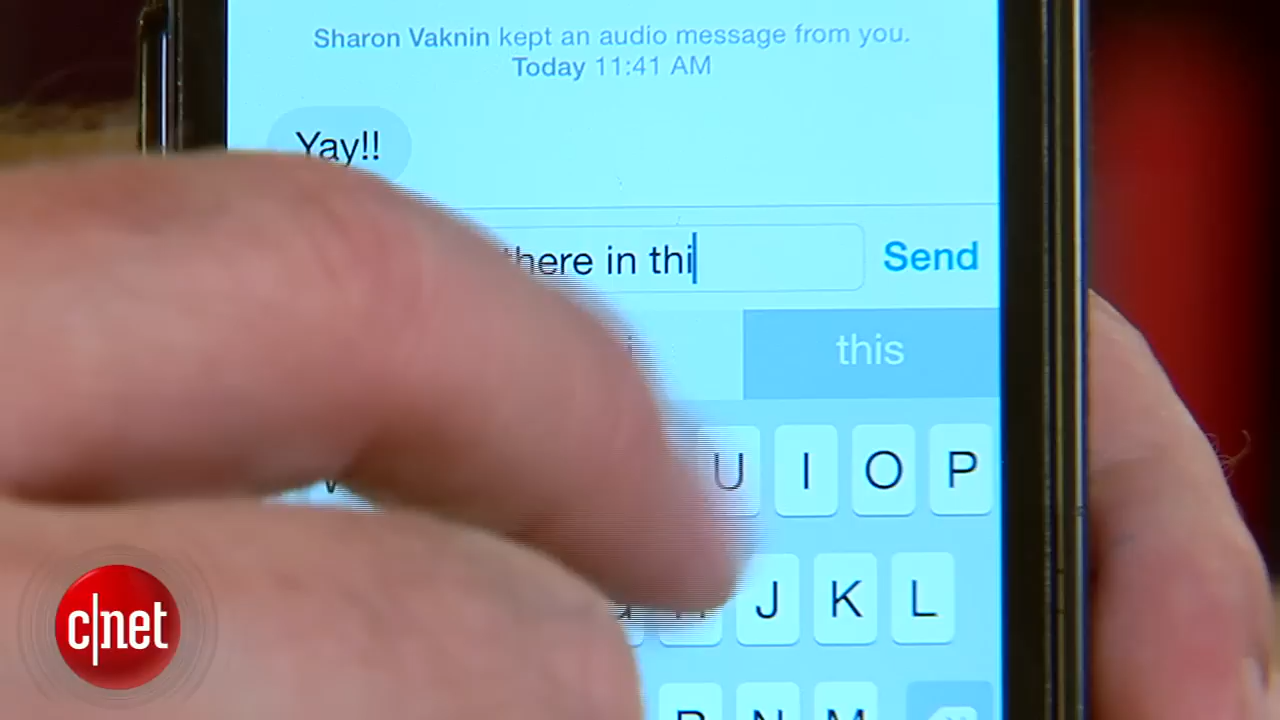 Sharon Vaknin kept an audio message from you.
Today 11:41 AM
Yay!!
there in thi
Send
this
U I O P
J K L
B N M
c|net